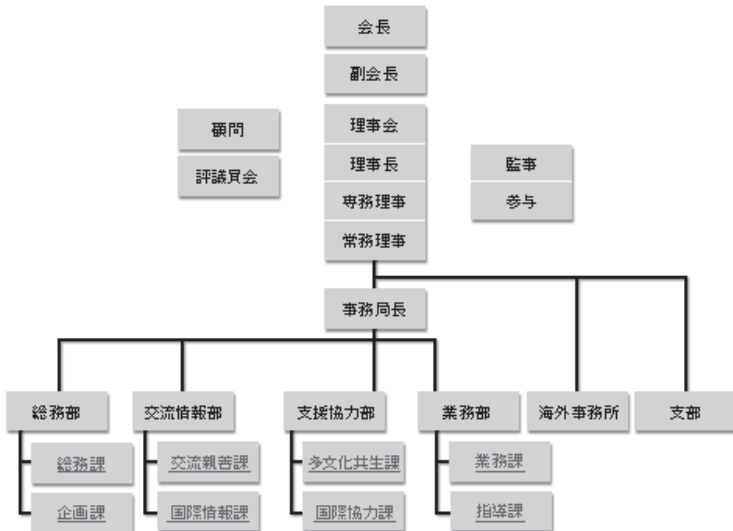 会長
副会長
顧問
評議員会
理事会
理事長
専務理事
常務理事
監事
参与
事務局長
総務部
交流情報部
支援協力部
業務部
海外事務所
支部
総務課
交流親善課
多文化共生課
業務課
企画課
国際情報課
国際協力課
指導課